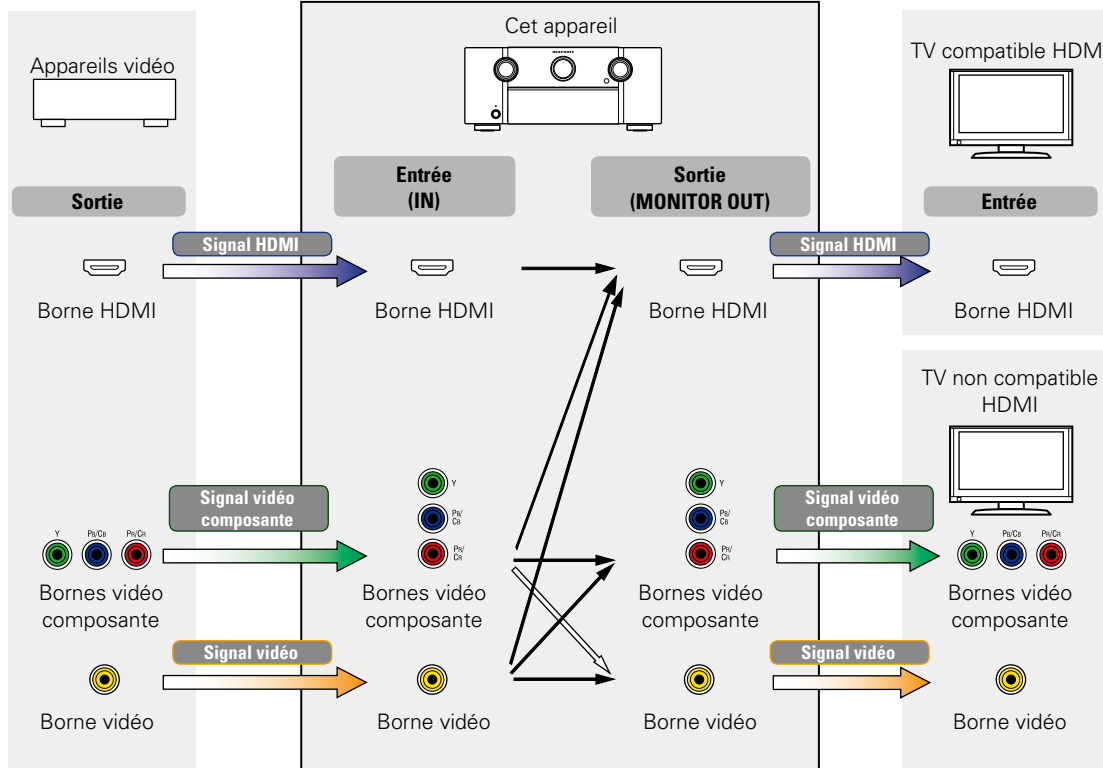 Cet appareil
marantz
Appareils vidéo
TV compatible HDM
Sortie
Entrée
(IN)
Sortie
(MONITOR OUT)
Entrée
Signal HDMI
Signal HDMI
Borne HDMI
Borne HDMI
Borne HDMI
Borne HDMI
TV non compatible
HDMI
Signal vidéo
composante
Signal vidéo
composante
Y
PB/CB
PR/CR
Y
PB/
CB
PR/
CR
Y
PB/
CB
PR/
CR
Y
PB/CB
PR/CR
Bornes vidéo
composante
Bornes vidéo
composante
Bornes vidéo
composante
Bornes vidéo
composante
Signal vidéo
Signal vidéo
Borne vidéo
Borne vidéo
Borne vidéo
Borne vidéo